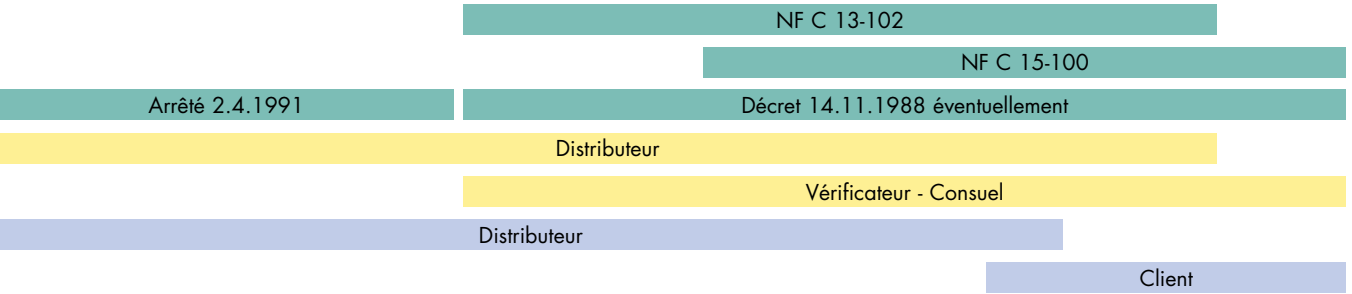 NF C 13-102
NF C 15-100
Arrêté 2.4.1991
Décret 14.11.1988 éventuellement
Distributeur
Vérificateur - Consuel
Distributeur
Client